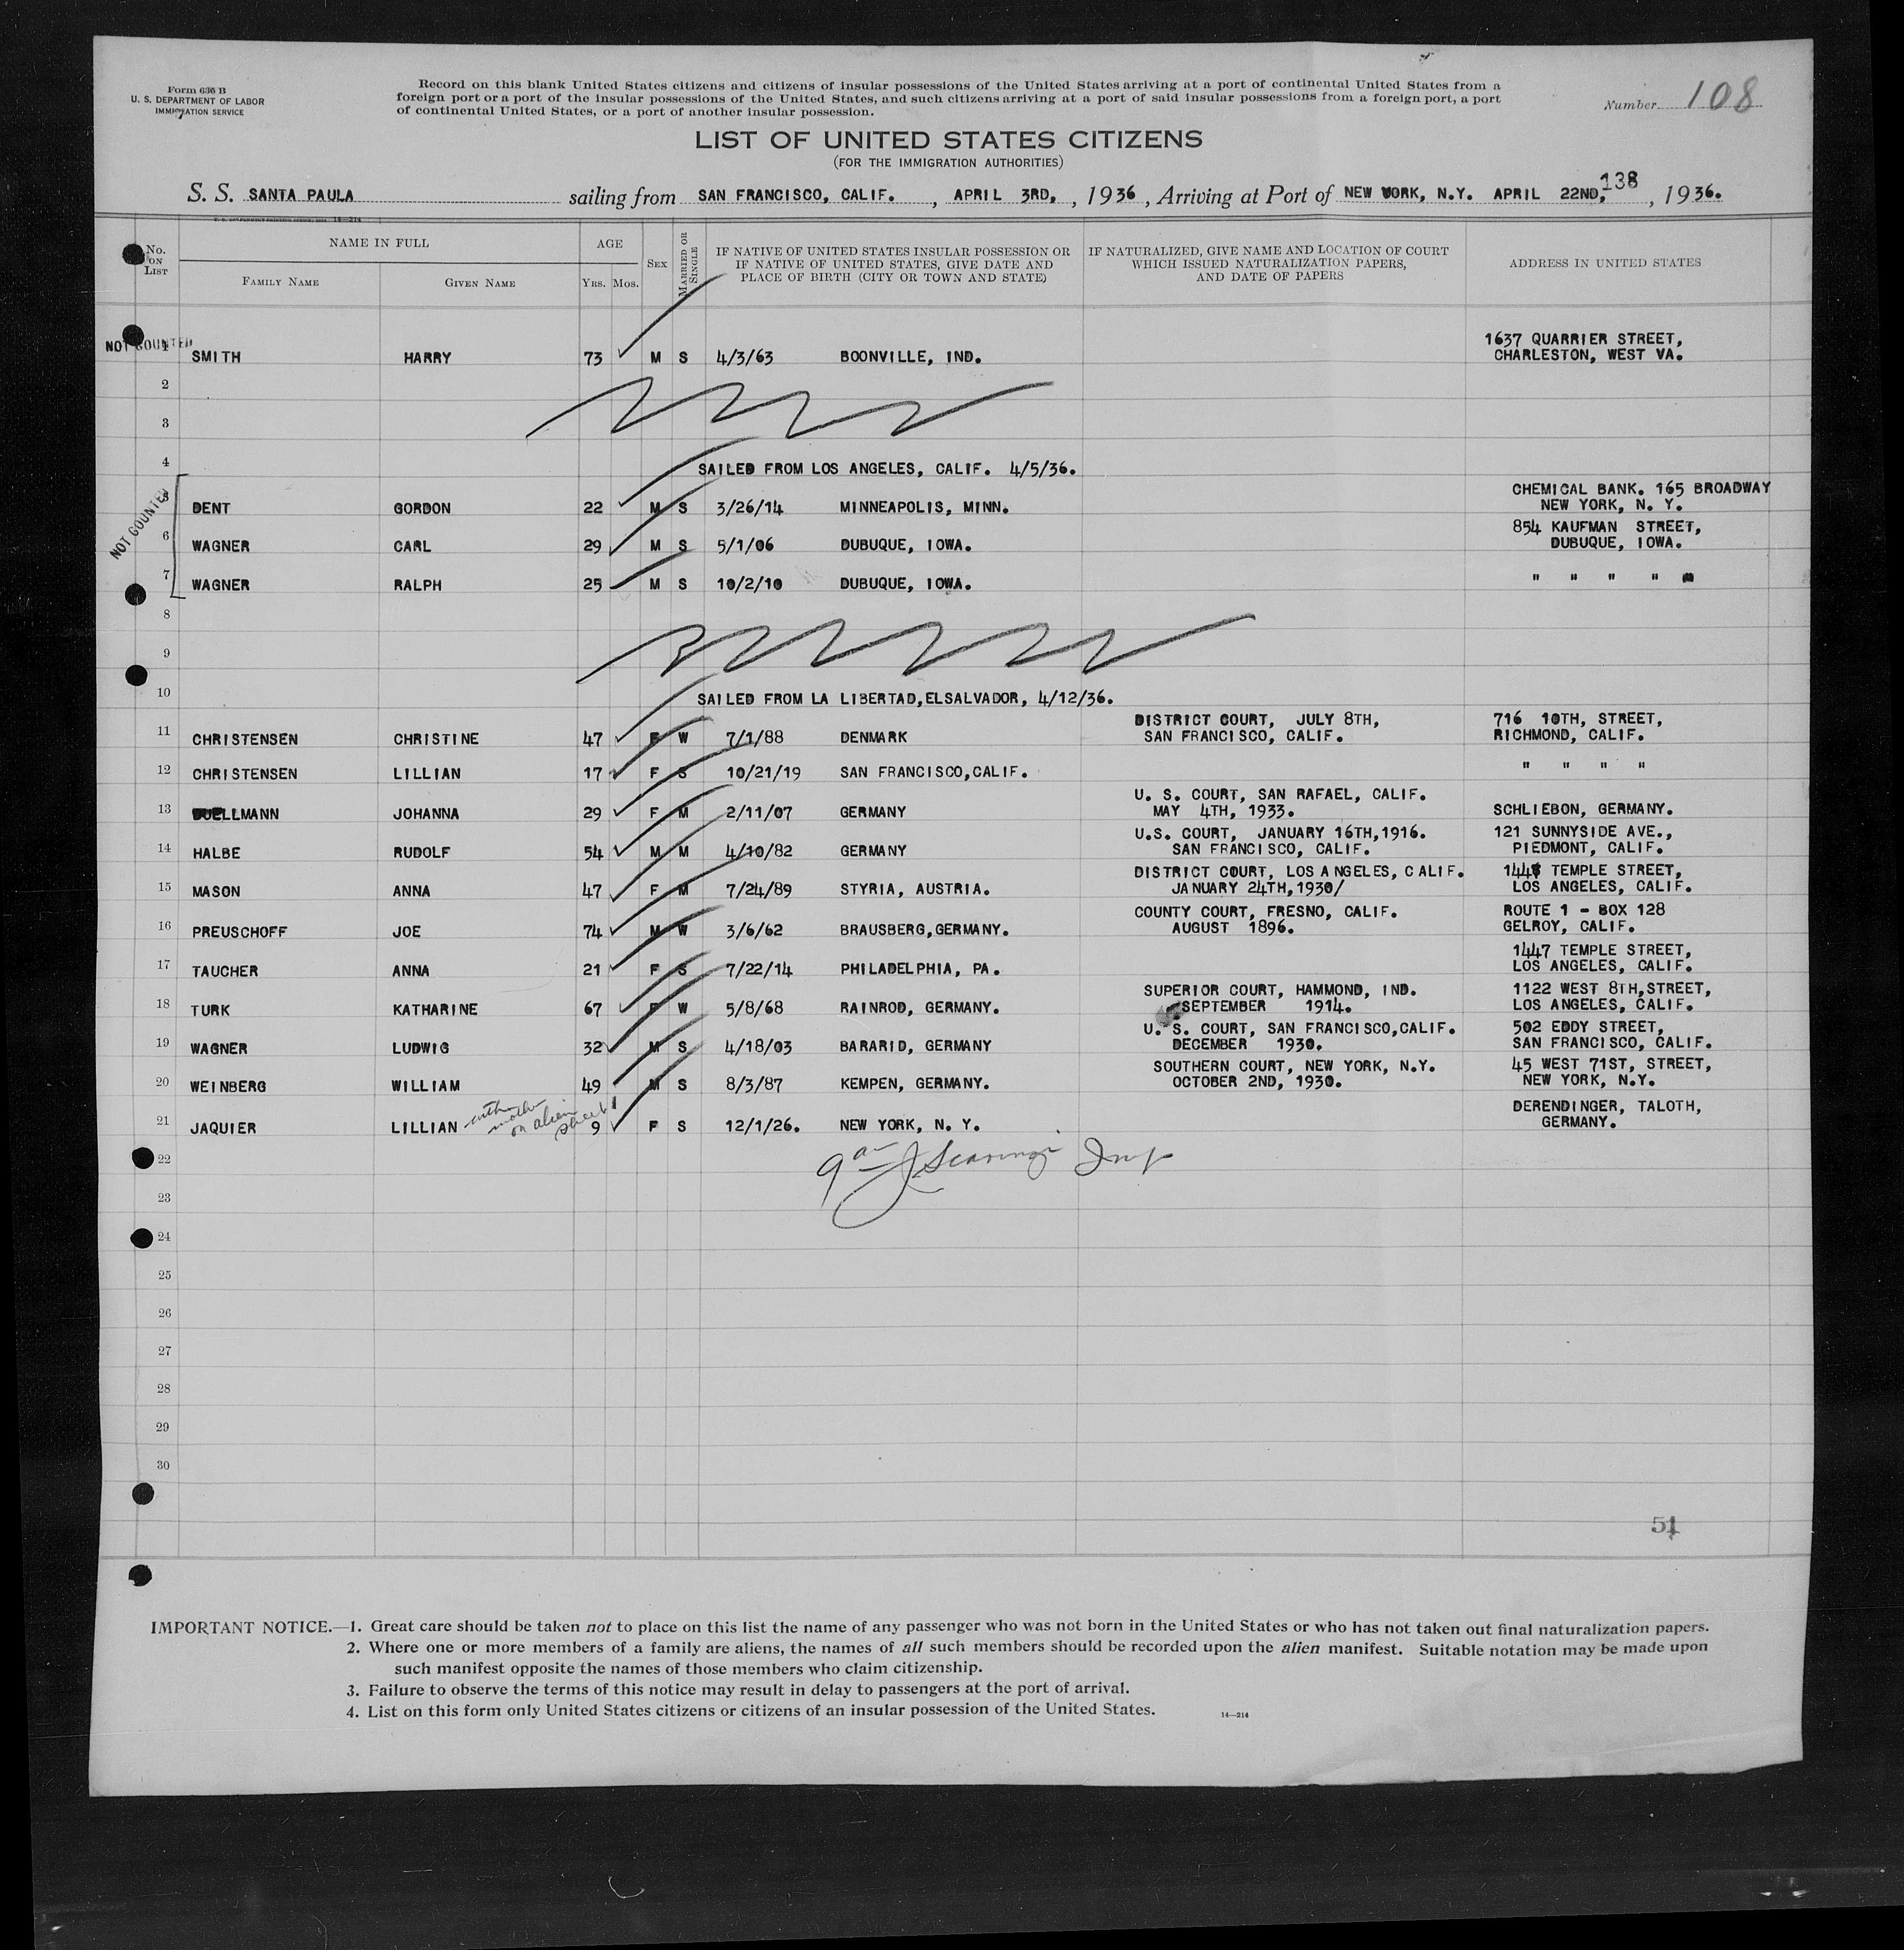 Form 636 B
U. S. DEPARTMENT OF LABOR
IMMIGRATION SERVICE
Record on this blank United States citizens and citizens of insular possessions of the United States arriving at a port of continental United States from a
foreign port or a port of the insular possessions of the United States, and such citizens arriving at a port of said insular possessions from a foreign port, a port
of continental United States, or a port of another insular possession.
Number 108
LIST OF UNITED STATES CITIZENS
(FOR THE IMMIGRATION AUTHORITIES)
138
S. S. SANTA PAULA sailing from SAN FRANCISCO, CALIF. , APRIL 3RD, , 1936 , Arriving at Port of NEW YORK, N.Y. APRIL 22ND, , 1936.
No. on List
NAME IN FULL
FAMILY NAME GIVEN NAME
AGE
YRS. MOS.
SEX
MARRIED OR SINGLE
IF NATIVE OF UNITED STATES INSULAR POSSESSION OR
IF NATIVE OF UNITED STATES, GIVE DATE AND
PLACE OF BIRTH (CITY OR TOWN AND STATE)
IF NATURALIZED, GIVE NAME AND LOCATION OF COURT
WHICH ISSUED NATURALIZATION PAPERS,
AND DATE OF PAPERS
ADDRESS IN UNITED STATES
NOT COUNTED
1637 QUARRIER STREET,
1 SMITH HARRY 73 M S 4/3/63 BOONVILLE, IND. CHARLESTON, WEST VA.
2
3
4 SAILED FROM LOS ANGELES, CALIF. 4/5/36.
NOT COUNTED
CHEMICAL BANK. 165 BROADWAY
5 DENT GORDON 22 M S 3/26/14 MINNEAPOLIS, MINN. NEW YORK, N. Y.
854 KAUFMAN STREET,
6 WAGNER CARL 29 M S 5/1/06 DUBUQUE, IOWA. DUBUQUE, IOWA.
7 WAGNER RALPH 25 M S 10/2/10 DUBUQUE, IOWA. " " " " "
8
9
10 SAILED FROM LA LIBERTAD,ELSALVADOR, 4/12/36.
DISTRICT COURT, JULY 8TH, 716 10TH, STREET,
11 CHRISTENSEN CHRISTINE 47 F W 7/1/88 DENMARK SAN FRANCISCO, CALIF. RICHMOND, CALIF.
12 CHRISTENSEN LILLIAN 17 F S 10/21/19 SAN FRANCISCO,CALIF. " " " "
U. S. COURT, SAN RAFAEL, CALIF.
13 DUELLMANN JOHANNA 29 F M 2/11/07 GERMANY MAY 4TH, 1933. SCHLIEBON, GERMANY.
U.S. COURT, JANUARY 16TH,1916. 121 SUNNYSIDE AVE.,
14 HALBE RUDOLF 54 M M 4/10/82 GERMANY SAN FRANCISCO, CALIF. PIEDMONT, CALIF.
DISTRICT COURT, LOS ANGELES, CALIF. 1448 TEMPLE STREET,
15 MASON ANNA 47 F M 7/24/89 STYRIA, AUSTRIA. JANUARY 24TH,1930/ LOS ANGELES, CALIF.
COUNTY COURT, FRESNO, CALIF. ROUTE 1 - BOX 128
16 PREUSCHOFF JOE 74 M W 3/6/62 BRAUSBERG,GERMANY. AUGUST 1896. GELROY, CALIF.
1447 TEMPLE STREET,
17 TAUCHER ANNA 21 F S 7/22/14 PHILADELPHIA, PA. LOS ANGELES, CALIF.
SUPERIOR COURT, HAMMOND, IND. 1122 WEST 8TH,STREET,
18 TURK KATHARINE 67 F W 5/8/68 RAINROD, GERMANY. SEPTEMBER 1914. LOS ANGELES, CALIF.
U. S. COURT, SAN FRANCISCO,CALIF. 502 EDDY STREET,
19 WAGNER LUDWIG 32 M S 4/18/03 BARARID, GERMANY DECEMBER 1930. SAN FRANCISCO, CALIF.
SOUTHERN COURT, NEW YORK, N.Y. 45 WEST 71ST, STREET,
20 WEINBERG WILLIAM 49 M S 8/3/87 KEMPEN, GERMANY. OCTOBER 2ND, 1930. NEW YORK, N.Y.
with mother on alien sheet
DERENDINGER, TALOTH,
21 JAQUIER LILLIAN 9 F S 12/1/26. NEW YORK, N. Y. GERMANY.
22
23
24
25
26
27
28
29
30
51
IMPORTANT NOTICE.—1. Great care should be taken not to place on this list the name of any passenger who was not born in the United States or who has not taken out final naturalization papers.
2. Where one or more members of a family are aliens, the names of all such members should be recorded upon the alien manifest. Suitable notation may be made upon
such manifest opposite the names of those members who claim citizenship.
3. Failure to observe the terms of this notice may result in delay to passengers at the port of arrival.
4. List on this form only United States citizens or citizens of an insular possession of the United States.
14—214